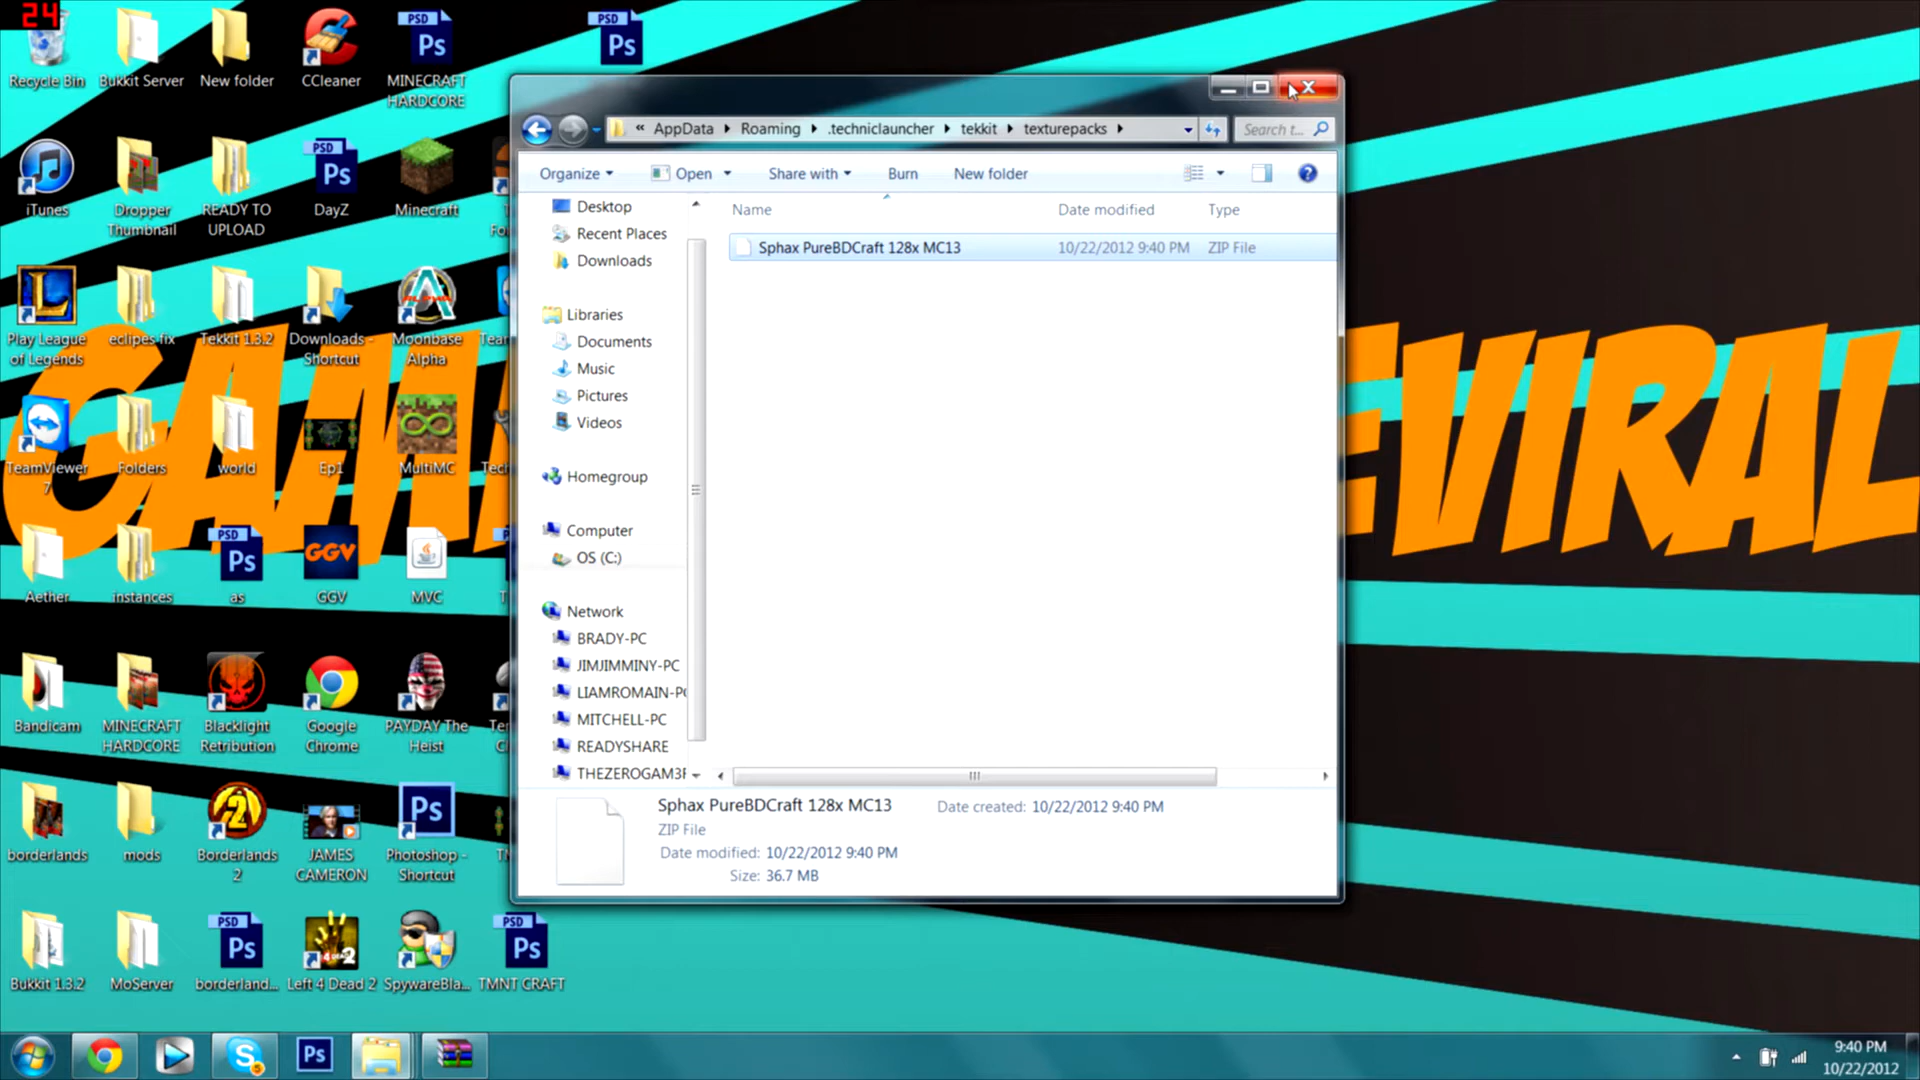 24
PSD
Ps
PSD
Ps
Recycle Bin
Bukkit Server
New folder
CCleaner
MINECRAFT
HARDCORE
« AppData
Roaming
.techniclauncher
tekkit
texturepacks
Search t...
Organize
Open
Share with
Burn
New folder
Name
Date modified
Type
Sphax PureBDCraft 128x MC13
10/22/2012 9:40 PM
ZIP File
Desktop
Recent Places
Downloads
Libraries
Documents
Music
Pictures
Videos
Homegroup
Computer
OS (C:)
Network
BRADY-PC
JIMJIMMINY-PC
LIAMROMAIN-PC
MITCHELL-PC
READYSHARE
THEZEROGAM3R
Sphax PureBDCraft 128x MC13
Date created: 10/22/2012 9:40 PM
ZIP File
Date modified: 10/22/2012 9:40 PM
Size: 36.7 MB
iTunes
Dropper
Thumbnail
READY TO
UPLOAD
PSD
Ps
DayZ
Minecraft
Play League
of Legends
eclipes fix
Tekkit 1.3.2
Downloads -
Shortcut
Moonbase
Alpha
GAM
EVIRAL
TeamViewer
7
Folders
world
Ep1
MultiMC
Aether
instances
PSD
Ps
as
GGV
GGV
MVC
Bandicam
MINECRAFT
HARDCORE
Blacklight
Retribution
Google
Chrome
PAYDAY The
Heist
borderlands
mods
Borderlands
2
JAMES
CAMERON
Ps
Photoshop -
Shortcut
Bukkit 1.3.2
MoServer
PSD
Ps
borderland...
Left 4 Dead 2
SpywareBla...
PSD
Ps
TMNT CRAFT
Ps
9:40 PM
10/22/2012